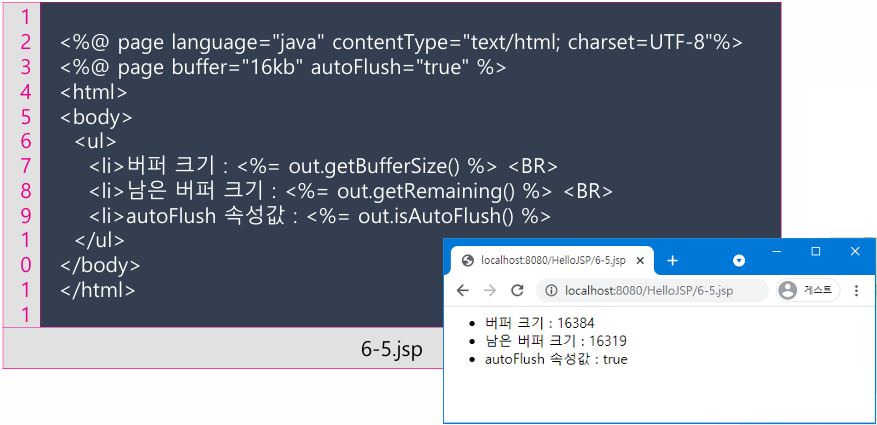 1
2 <%@ page language="java" contentType="text/html; charset=UTF-8"%>
3 <%@ page buffer="16kb" autoFlush="true" %>
4 <html>
5 <body>
6 <ul>
7 <li>버퍼 크기 : <%= out.getBufferSize() %> <BR>
8 <li>남은 버퍼 크기 : <%= out.getRemaining() %> <BR>
9 <li>autoFlush 속성값 : <%= out.isAutoFlush() %>
1 </ul>
0 </body>
1 </html>
1
6-5.jsp
localhost:8080/HelloJSP/6-5.jsp
localhost:8080/HelloJSP/6-5.jsp
게스트
• 버퍼 크기 : 16384
• 남은 버퍼 크기 : 16319
• autoFlush 속성값 : true